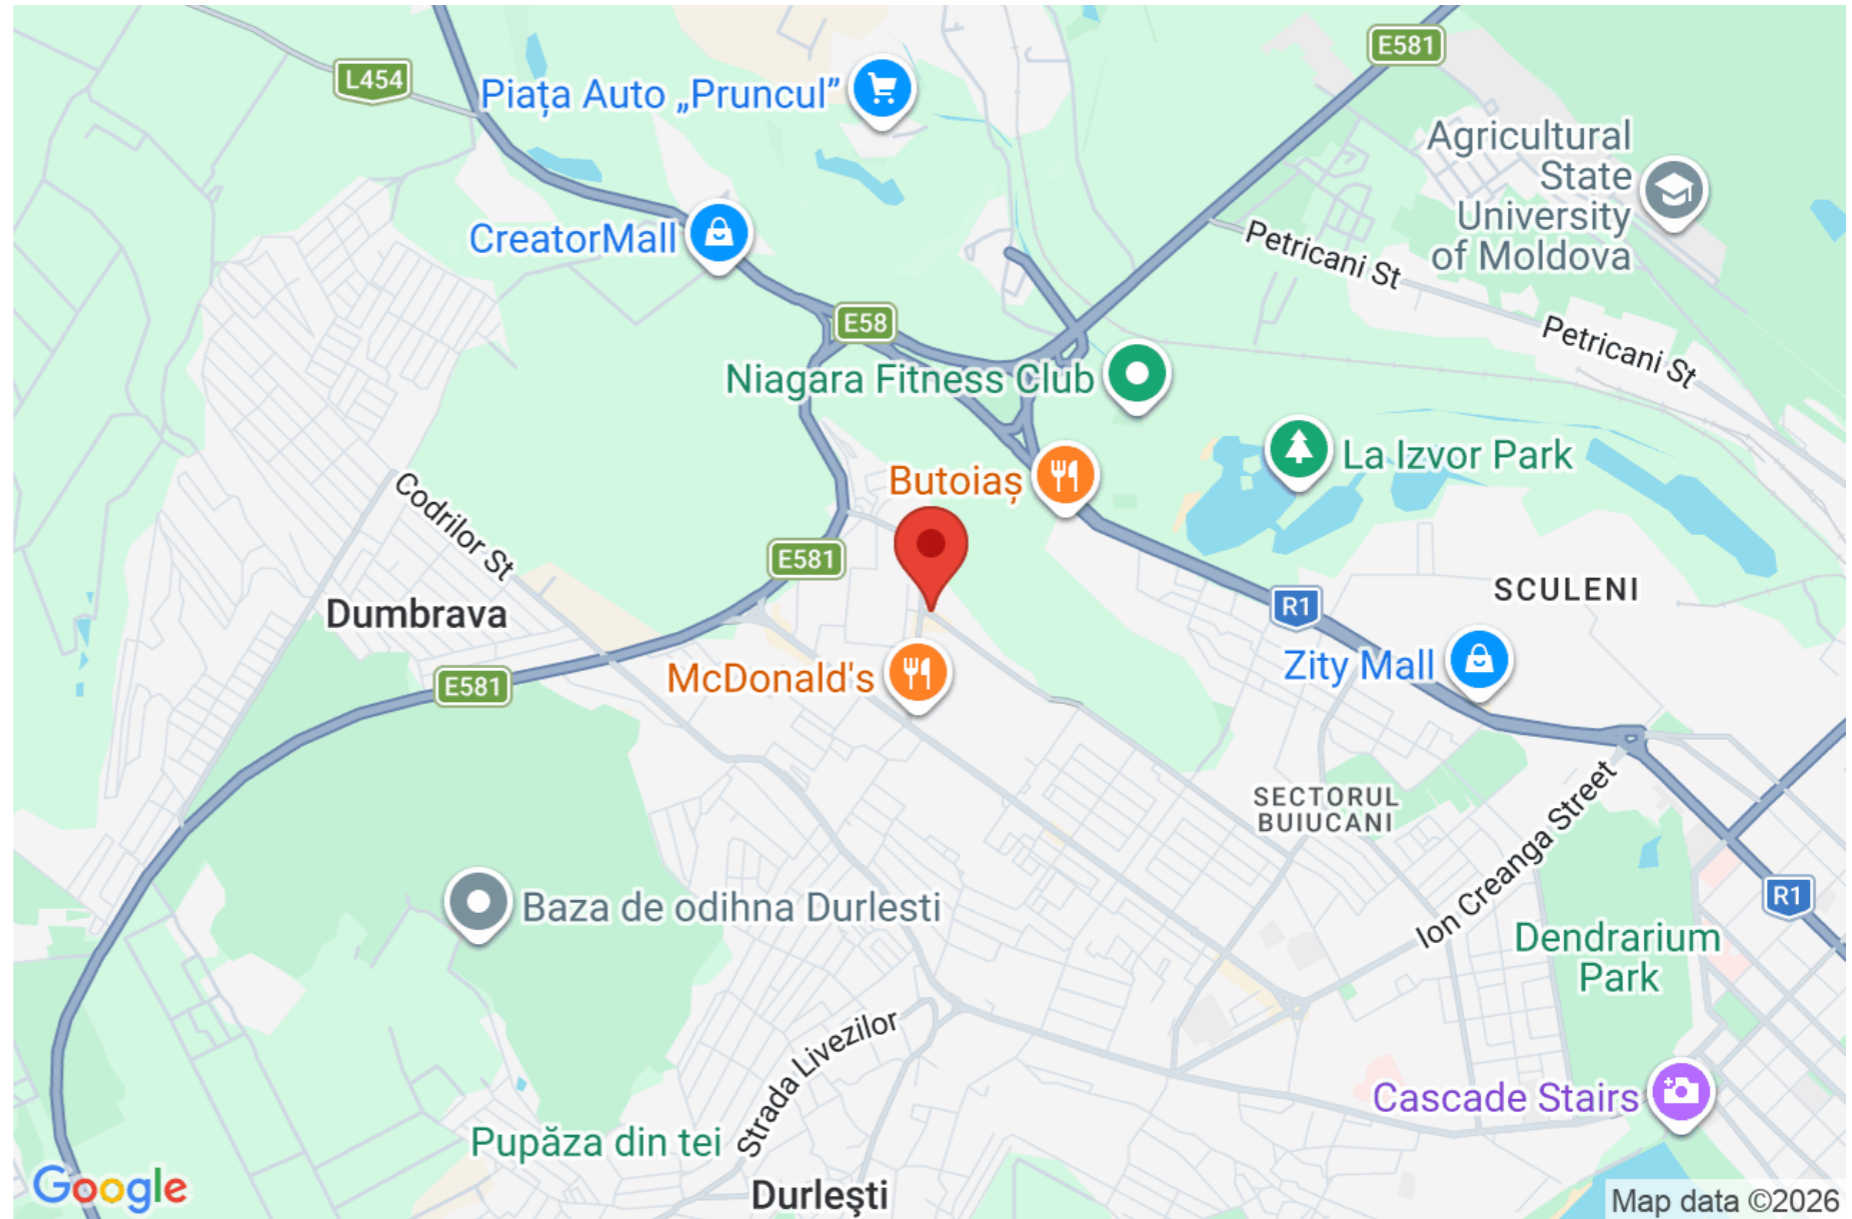 E581
L454
Piața Auto „Pruncul”
Agricultural
State
University
of Moldova
CreatorMall
Petricani St
E58
Petricani St
Niagara Fitness Club
La Izvor Park
Butoiaș
Codrilor St
E581
SCULENI
R1
Dumbrava
Zity Mall
McDonald's
E581
SECTORUL
BUIUCANI
Ion Creanga Street
R1
Baza de odihna Durlesti
Dendrarium
Park
Strada Livezilor
Cascade Stairs
Pupăza din tei
Google
Durlești
Map data ©2026